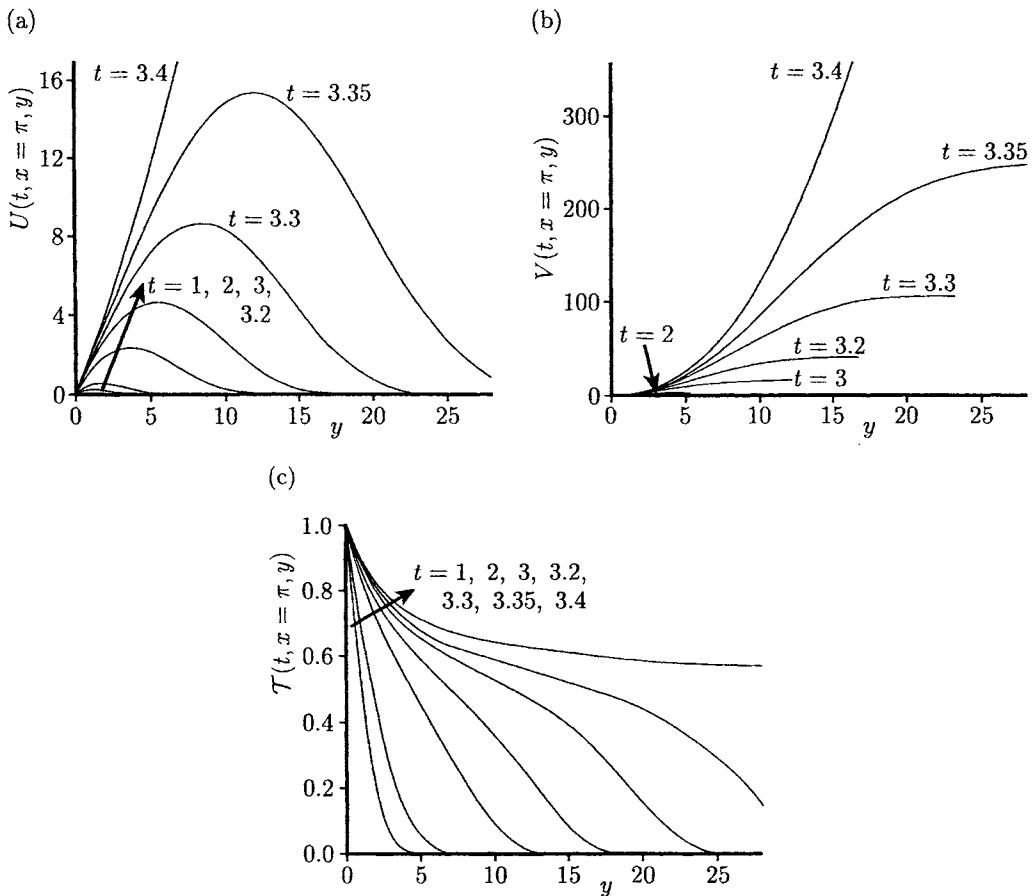 (a)
U(t, x = π, y)
16
12
8
4
0
t = 3.4
t = 3.35
t = 3.3
t = 1, 2, 3,
3.2
0 5 10 15 20 25
y
(b)
V(t, x = π, y)
300
200
100
0
t = 3.4
t = 3.35
t = 3.3
t = 2
t = 3.2
t = 3
0 5 10 15 20 25
y
(c)
T(t, x = π, y)
1.0
0.8
0.6
0.4
0.2
0.0
t = 1, 2, 3, 3.2,
3.3, 3.35, 3.4
0 5 10 15 20 25
y